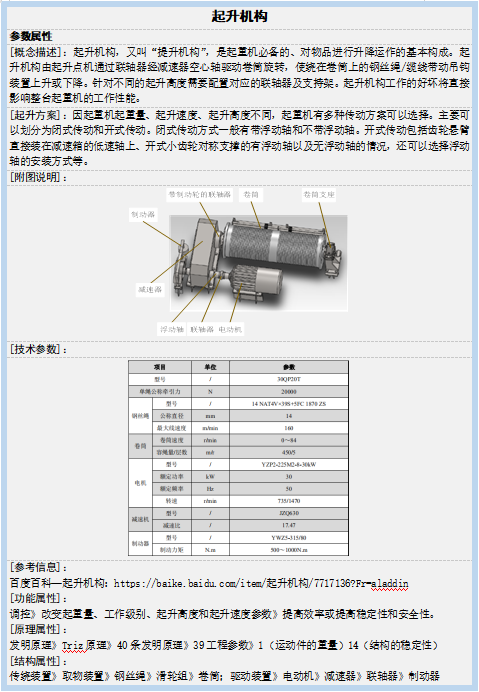 起升机构
参数属性
[概念描述]：起升机构，又叫“提升机构”，是起重机必备的、对物品进行升降运作的基本构成。起
升机构由起升点机通过联轴器经减速器空心轴驱动卷筒旋转，使绕在卷筒上的钢丝绳/缆线带动吊钩
装置上升或下降。针对不同的起升高度需要配置对应的联轴器及支持架。起升机构工作的好坏将直接
影响整台起重机的工作性能。
[起升方案]：因起重机起重量、起升速度、起升高度不同，起重机有多种传动方案可以选择。主要可
以划分为闭式传动和开式传动。闭式传动方式一般有带浮动轴和不带浮动轴。开式传动包括齿轮悬臂
直接装在减速箱的低速轴上、开式小齿轮对称支撑的有浮动轴以及无浮动轴的情况，还可以选择浮动
轴的安装方式等。
[附图说明]：
带制动轮的联轴器 卷筒 卷筒支座
制动器
减速器
浮动轴 联轴器 电动机
[技术参数]：
项目 单位 参数
型号 / 30QP20T
单绳公称牵引力 N 20000
钢丝绳 型号 / 14 NAT4V×39S+5FC 1870 ZS
公称直径 mm 14
最大线速度 m/min 160
卷筒 卷筒速度 r/min 0～84
容绳量/层数 m/r 450/5
电机 型号 / YZP2-225M2-8-30kW
额定功率 kW 30
额定频率 Hz 50
转速 r/min 735/1470
减速机 型号 / JZQ650
减速比 / 17.47
制动器 型号 / YWZ5-315/80
制动力矩 N.m 500～1000N.m
[参考信息]：
百度百科—起升机构：https://baike.baidu.com/item/起升机构/7717136?Fr=aladdin
[功能属性]：
调控》改变起重量、工作级别、起升高度和起升速度参数》提高效率或提高稳定性和安全性。
[原理属性]：
发明原理》Triz原理》40条发明原理》39工程参数》1（运动件的重量）14（结构的稳定性）
[结构属性]：
传统装置》取物装置》钢丝绳》滑轮组》卷筒；驱动装置》电动机》减速器》联轴器》制动器